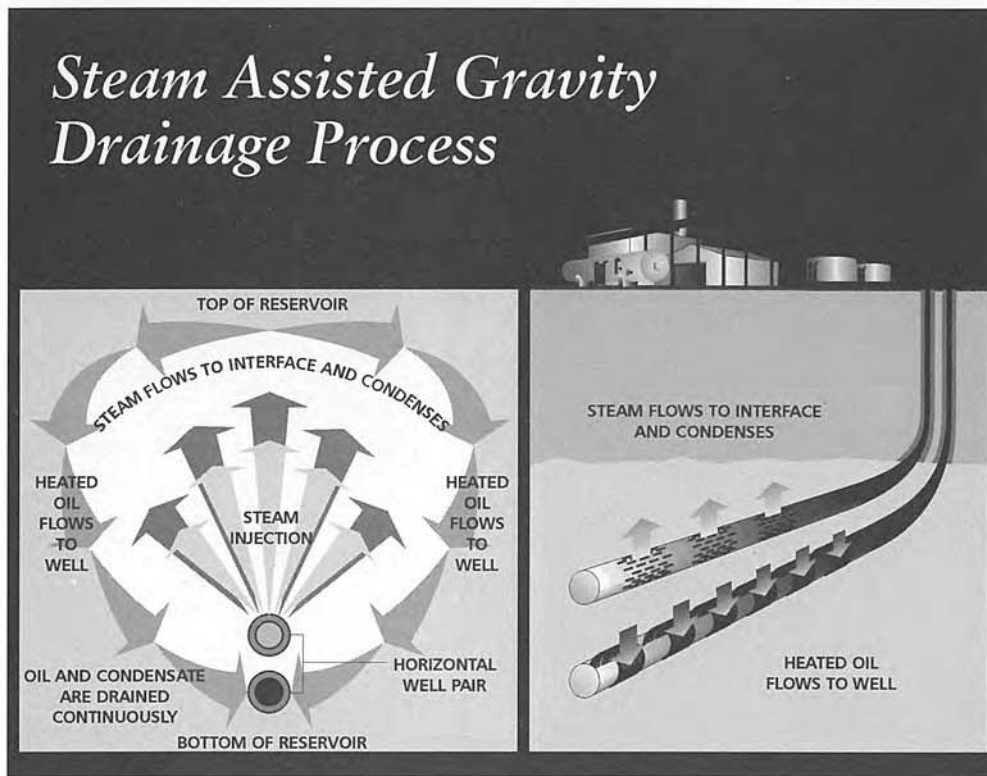 Steam Assisted Gravity
Drainage Process
TOP OF RESERVOIR
STEAM FLOWS TO INTERFACE AND CONDENSES
HEATED
OIL
FLOWS
TO
WELL
STEAM
INJECTION
HEATED
OIL
FLOWS
TO
WELL
OIL AND CONDENSATE
ARE DRAINED
CONTINUOUSLY
HORIZONTAL
WELL PAIR
BOTTOM OF RESERVOIR
STEAM FLOWS TO INTERFACE
AND CONDENSES
HEATED OIL
FLOWS TO WELL